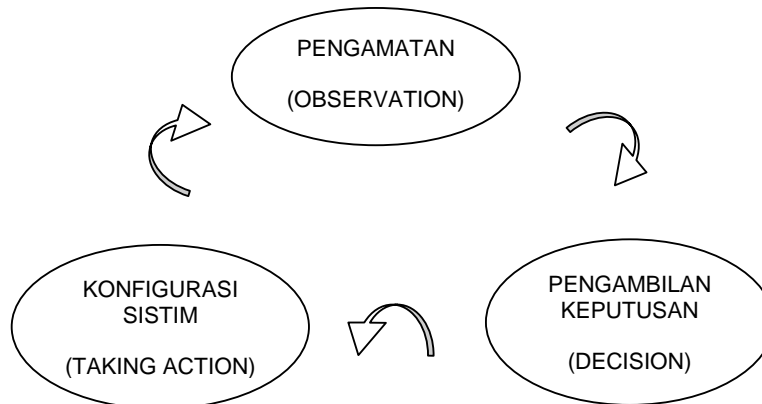 PENGAMATAN
(OBSERVATION)
KONFIGURASI
SISTIM
(TAKING ACTION)
PENGAMBILAN
KEPUTUSAN
(DECISION)